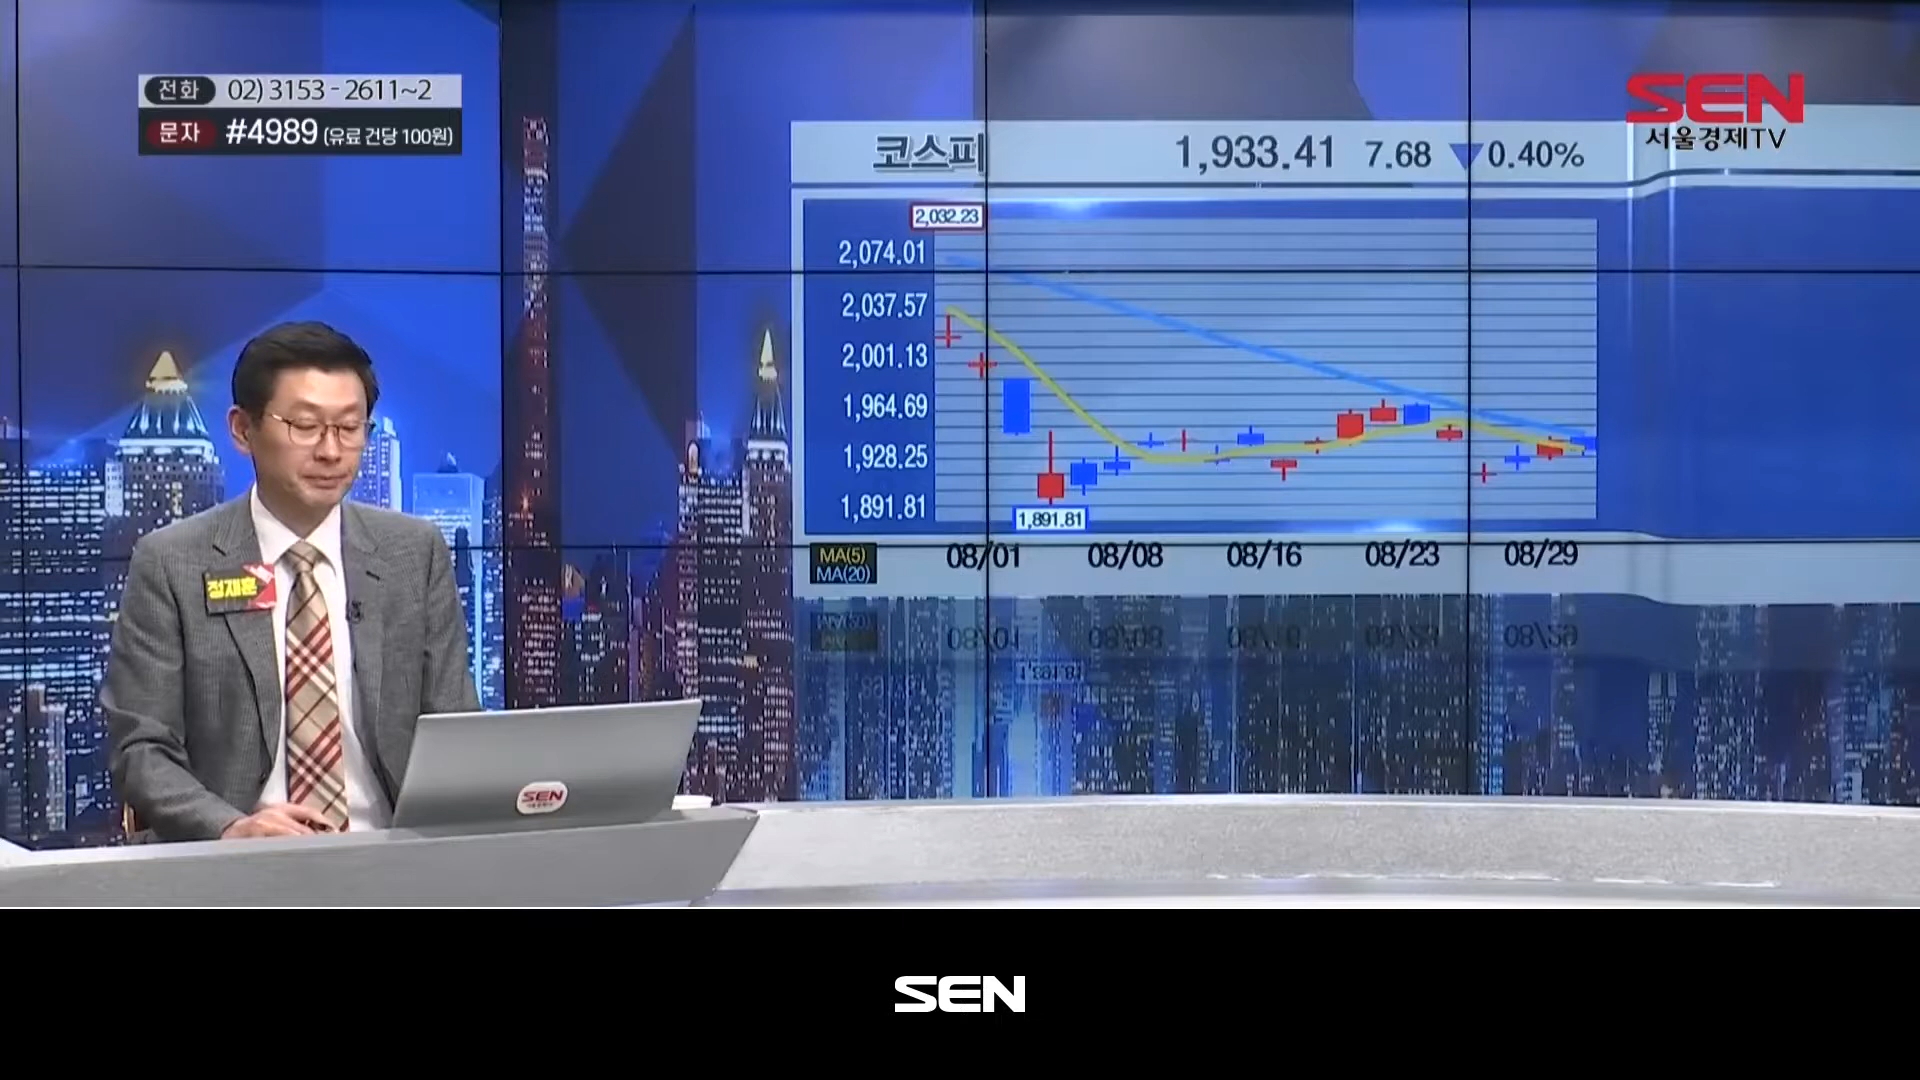 전화 02) 3153 - 2611~2
문자 #4989 (유료 건당 100원)
SEN
서울경제TV
코스피 1,933.41 7.68 ▼0.40%
2,032.23
2,074.01
2,037.57
2,001.13
1,964.69
1,928.25
1,891.81
1,891.81
MA(5)
MA(20)
08/01 08/08 08/16 08/23 08/29
정재훈
SEN
SEN